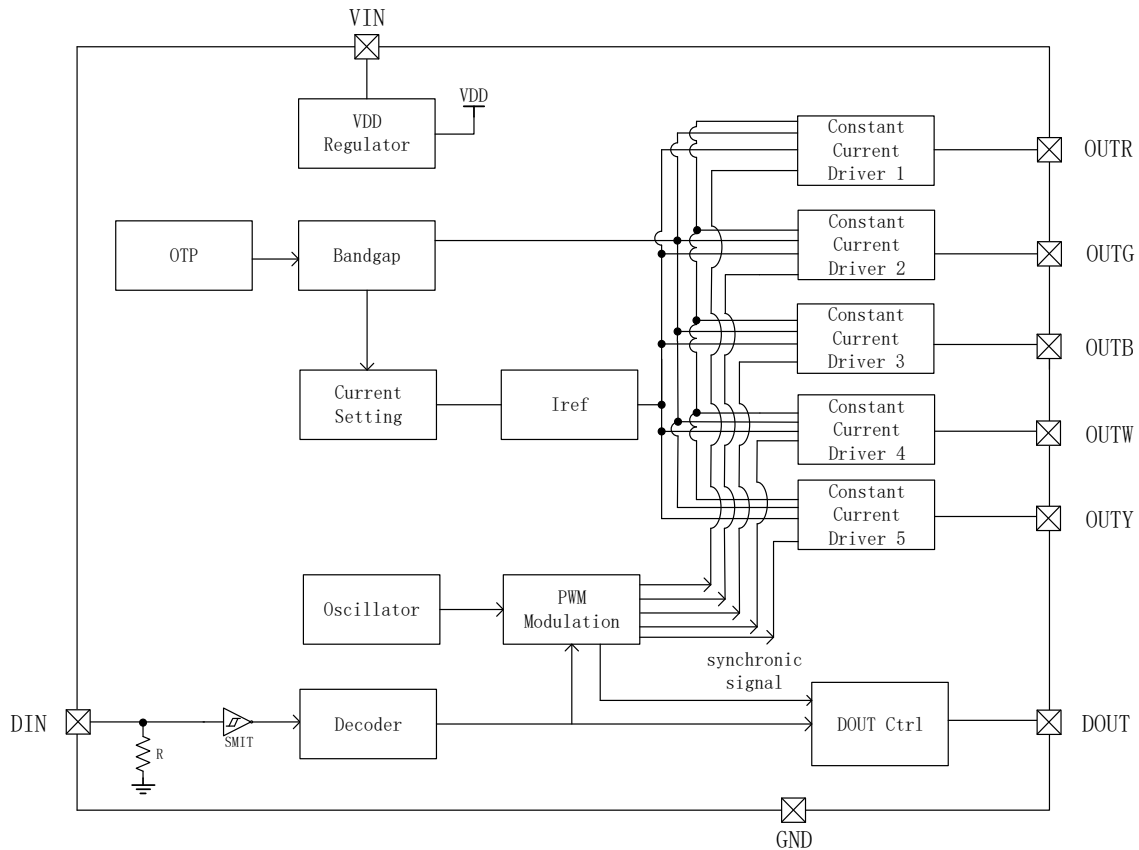 VIN
VDD
Regulator
VDD
Constant
Current
Driver 1
OUTR
OTP
Bandgap
Constant
Current
Driver 2
OUTG
Constant
Current
Driver 3
OUTB
Current
Setting
Iref
Constant
Current
Driver 4
OUTW
Constant
Current
Driver 5
OUTY
Oscillator
PWM
Modulation
synchronic
signal
DIN
SMIT
R
Decoder
DOUT Ctrl
DOUT
GND